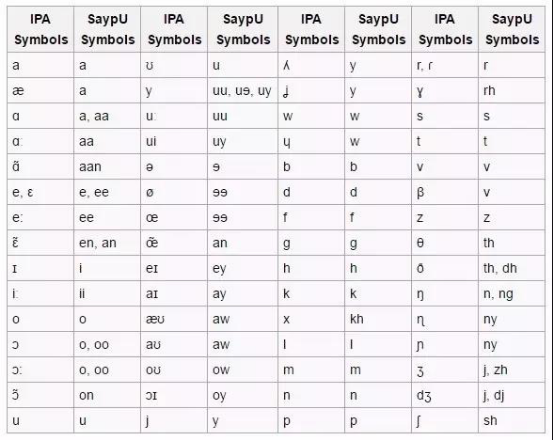 IPA Symbols SaypU Symbols IPA Symbols SaypU Symbols IPA Symbols SaypU Symbols IPA Symbols SaypU Symbols
a a ʊ u ʎ y r, ɾ r
æ a y uu, uɘ, uy ʝ y ɣ rh
ɑ a, aa uː uu w w s s
ɑː aa ui uy ɥ w t t
ɑ̃ aan ə ɘ b b v v
e, ɛ e, ee ø ɘɘ d d β v
eː ee œ ɘɘ f f z z
ɛ̃ en, an œ̃ an g g θ th
ɪ i eɪ ey h h ð th, dh
iː ii aɪ ay k k ŋ n, ng
o o æʊ aw x kh ɳ ny
ɔ o, oo aʊ aw l l ɲ ny
ɔː o, oo oʊ ow m m ʒ j, zh
ɔ̃ on ɔɪ oy n n dʒ j, dj
u u j y p p ʃ sh